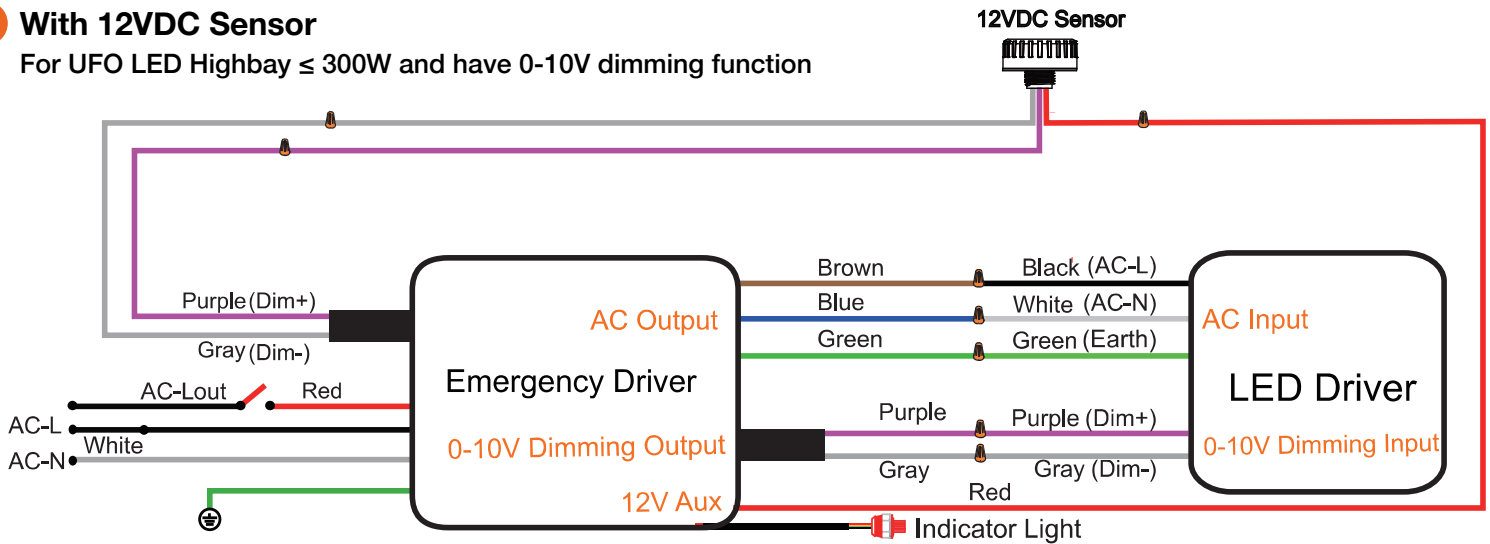 With 12VDC Sensor
For UFO LED Highbay ≤ 300W and have 0-10V dimming function
12VDC Sensor
Purple (Dim+)
Gray (Dim-)
AC-Lout
Red
AC-L
White
AC-N
AC Output
Emergency Driver
0-10V Dimming Output
12V Aux
Brown
Black (AC-L)
Blue
White (AC-N)
Green
Green (Earth)
Purple
Purple (Dim+)
Gray
Gray (Dim-)
Red
AC Input
LED Driver
0-10V Dimming Input
Indicator Light